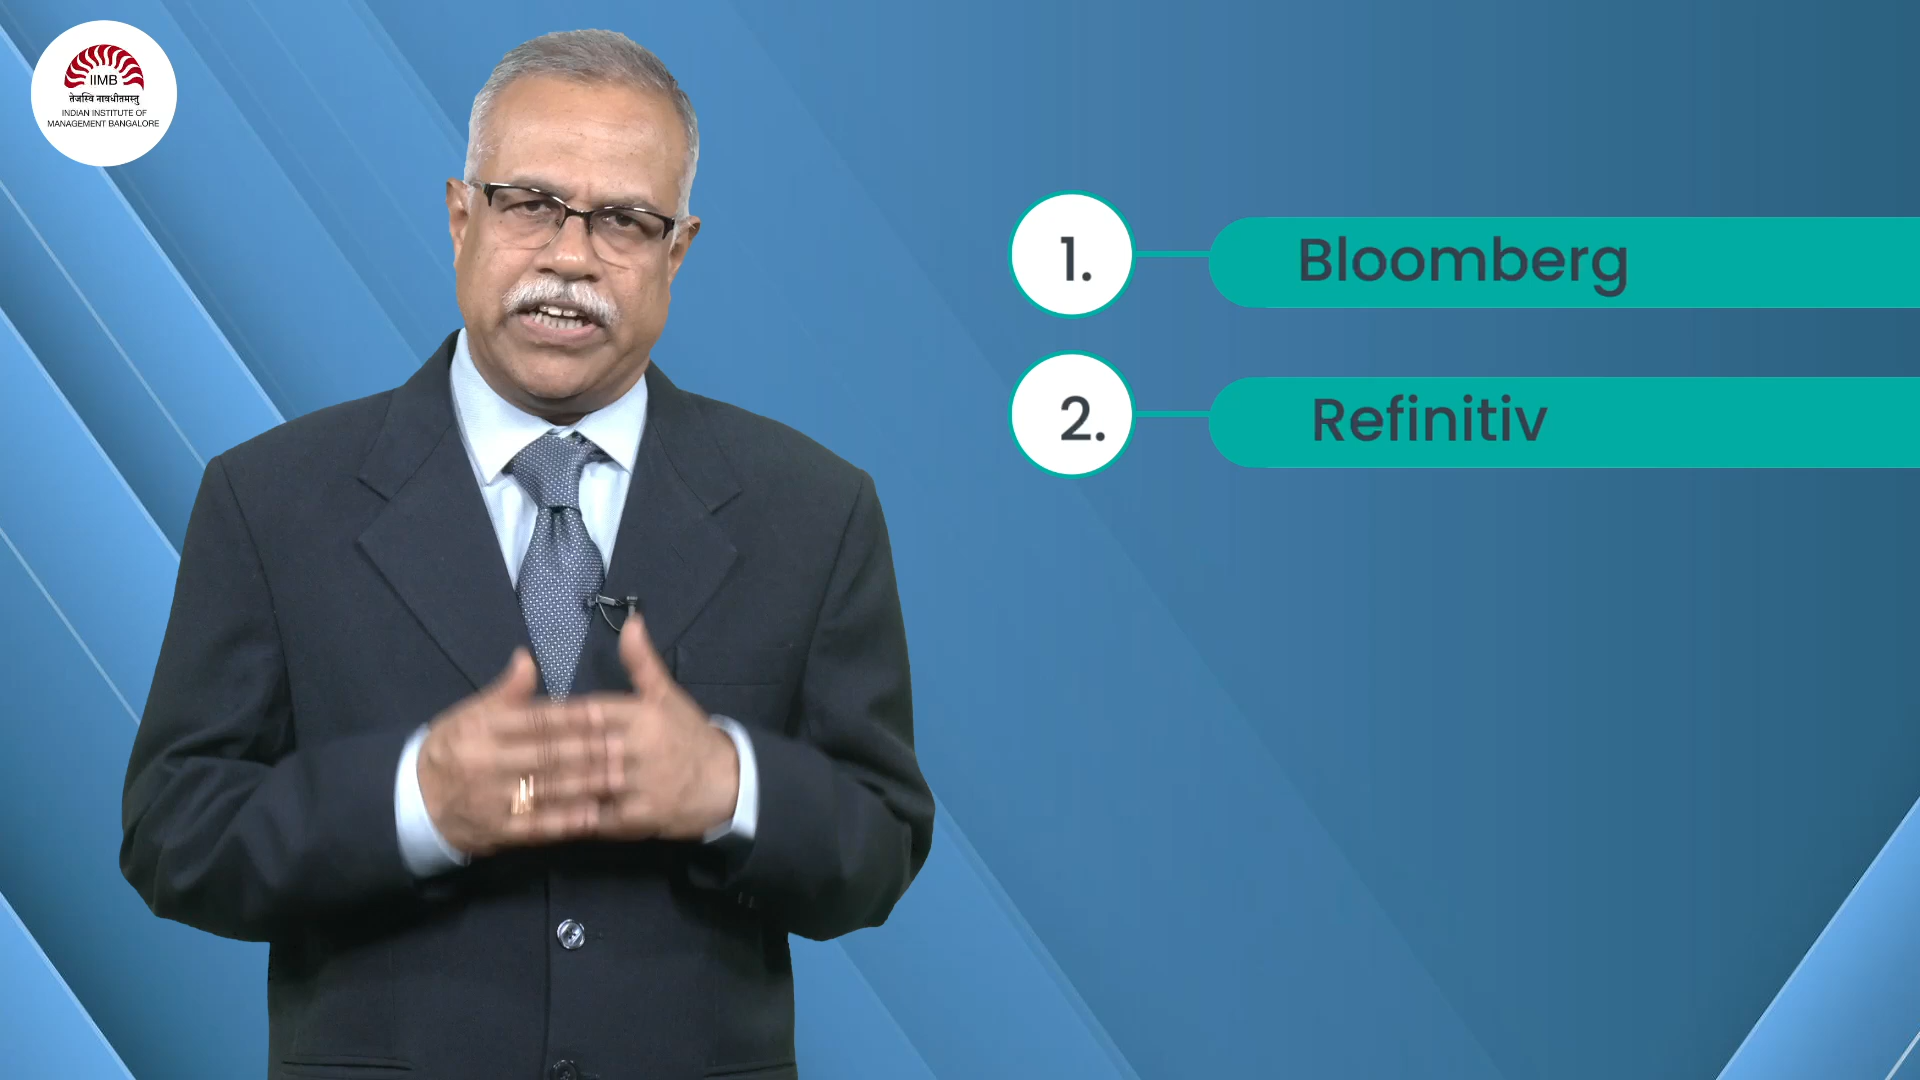 IIMB
तेजस्वि नावधीतमस्तु
INDIAN INSTITUTE OF
MANAGEMENT BANGALORE
1. Bloomberg
2. Refinitiv